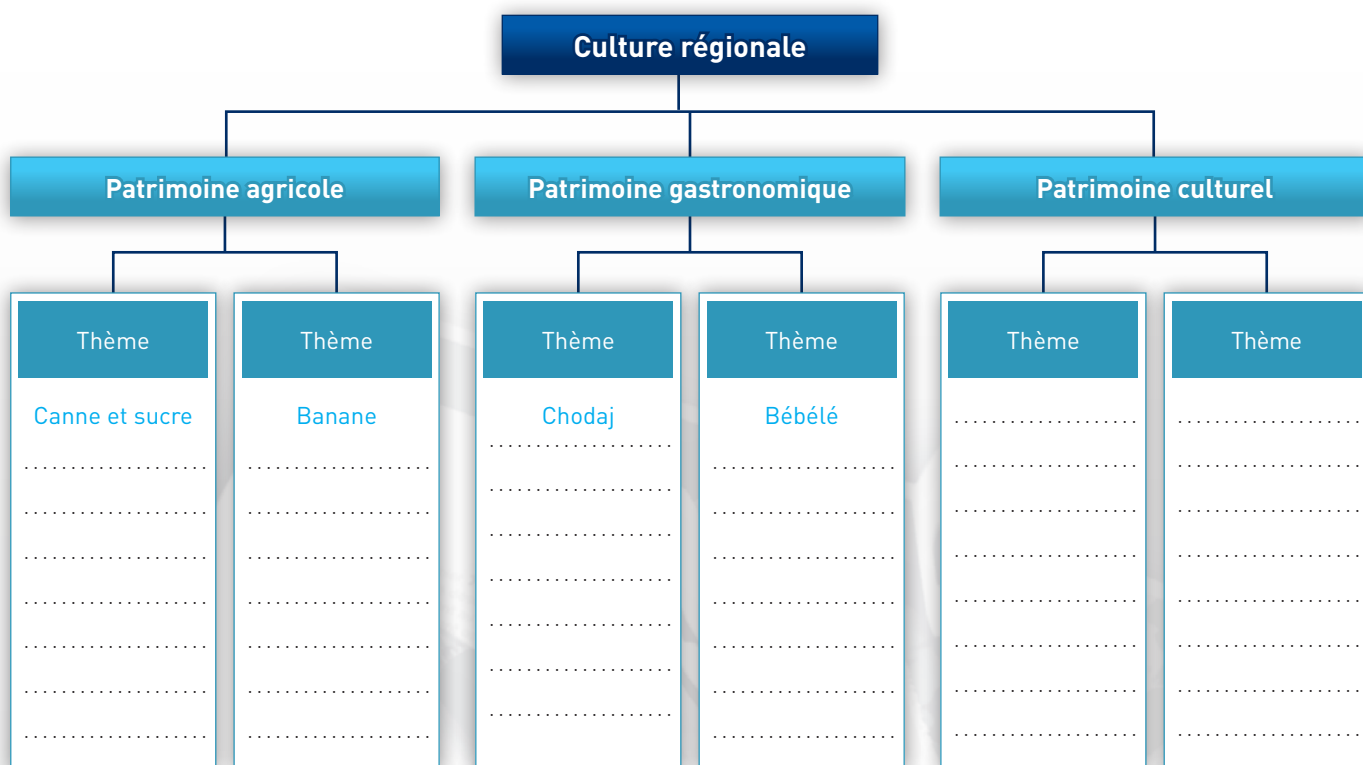 Culture régionale
Patrimoine agricole
Patrimoine gastronomique
Patrimoine culturel
Thème
Canne et sucre
Thème
Banane
Thème
Chodaj
Thème
Bébélé
Thème
Thème